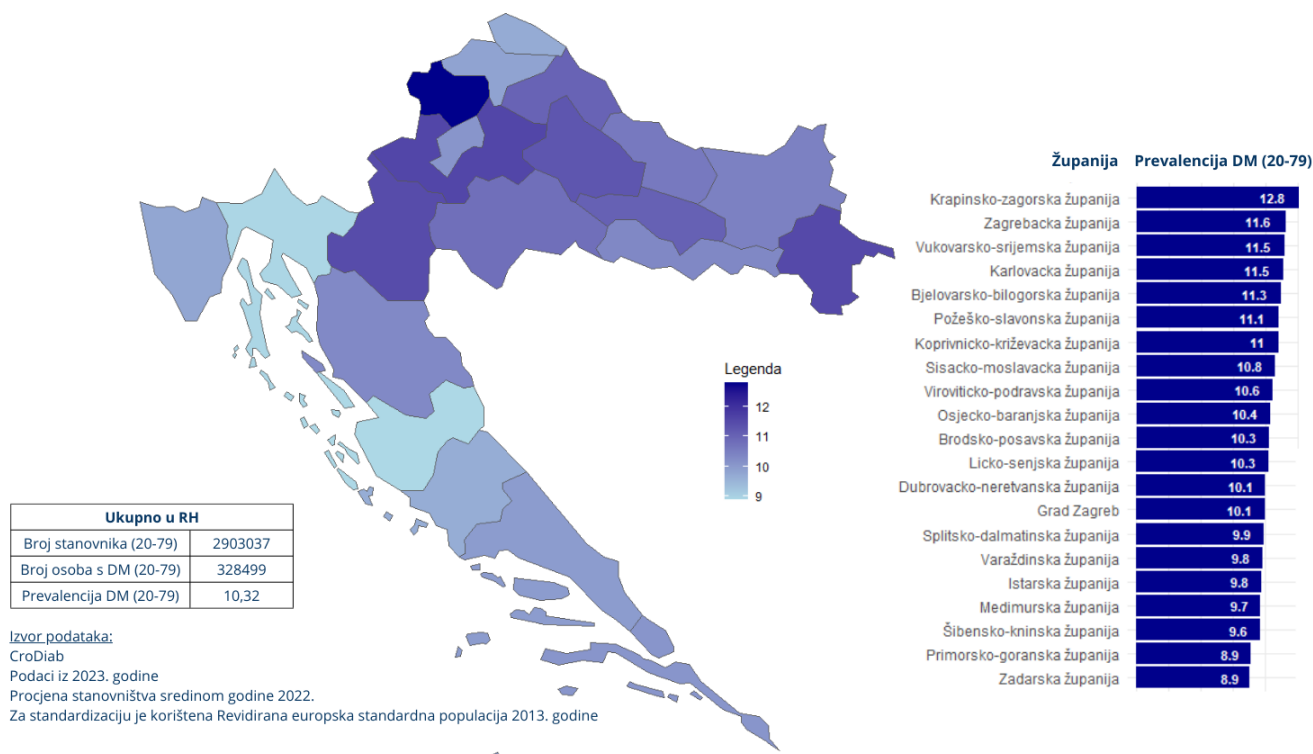 Županija Prevalencija DM (20-79)
Krapinsko-zagorska županija 12.8
Zagrebacka županija 11.6
Vukovarsko-srijemska županija 11.5
Karlovacka županija 11.5
Bjelovarsko-bilogorska županija 11.3
Požeško-slavonska županija 11.1
Koprivnicko-križevacka županija 11
Sisacko-moslavacka županija 10.8
Viroviticko-podravska županija 10.6
Osjecko-baranjska županija 10.4
Brodsko-posavska županija 10.3
Licko-senjska županija 10.3
Dubrovacko-neretvanska županija 10.1
Grad Zagreb 10.1
Splitsko-dalmatinska županija 9.9
Varaždinska županija 9.8
Istarska županija 9.8
Medimurska županija 9.7
Šibensko-kninska županija 9.6
Primorsko-goranska županija 8.9
Zadarska županija 8.9
Legenda
12
11
10
9
Ukupno u RH
Broj stanovnika (20-79) 2903037
Broj osoba s DM (20-79) 328499
Prevalencija DM (20-79) 10,32
Izvor podataka:
CroDiab
Podaci iz 2023. godine
Procjena stanovništva sredinom godine 2022.
Za standardizaciju je korištena Revidirana europska standardna populacija 2013. godine